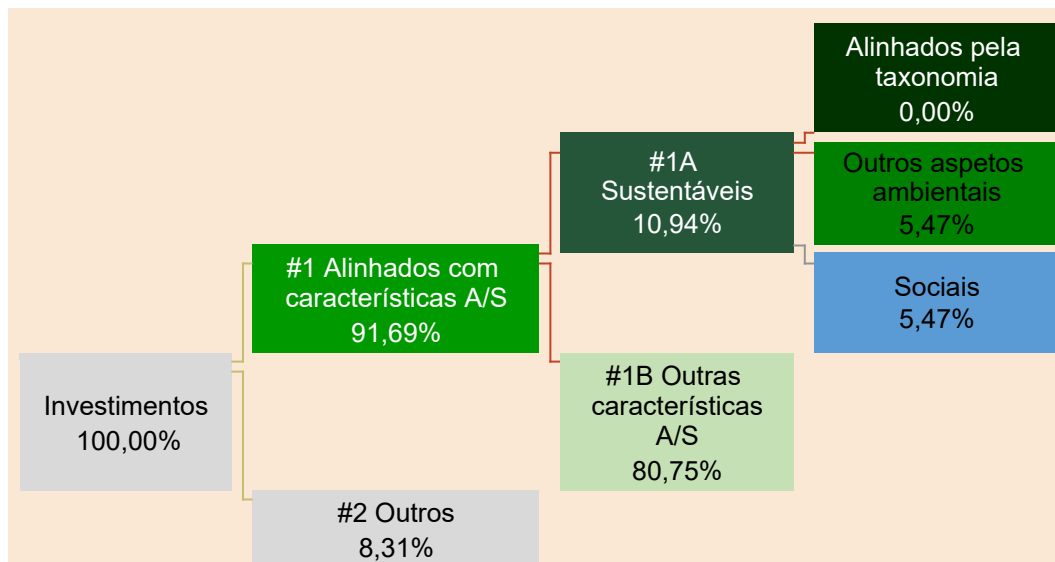 Investimentos
100,00%
#1 Alinhados com
características A/S
91,69%
#2 Outros
8,31%
#1A
Sustentáveis
10,94%
#1B Outras
características
A/S
80,75%
Alinhados pela
taxonomia
0,00%
Outros aspetos
ambientais
5,47%
Sociais
5,47%